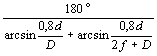 180°
arcsin 0,8d/D + arcsin 0,8d/(2f + D)